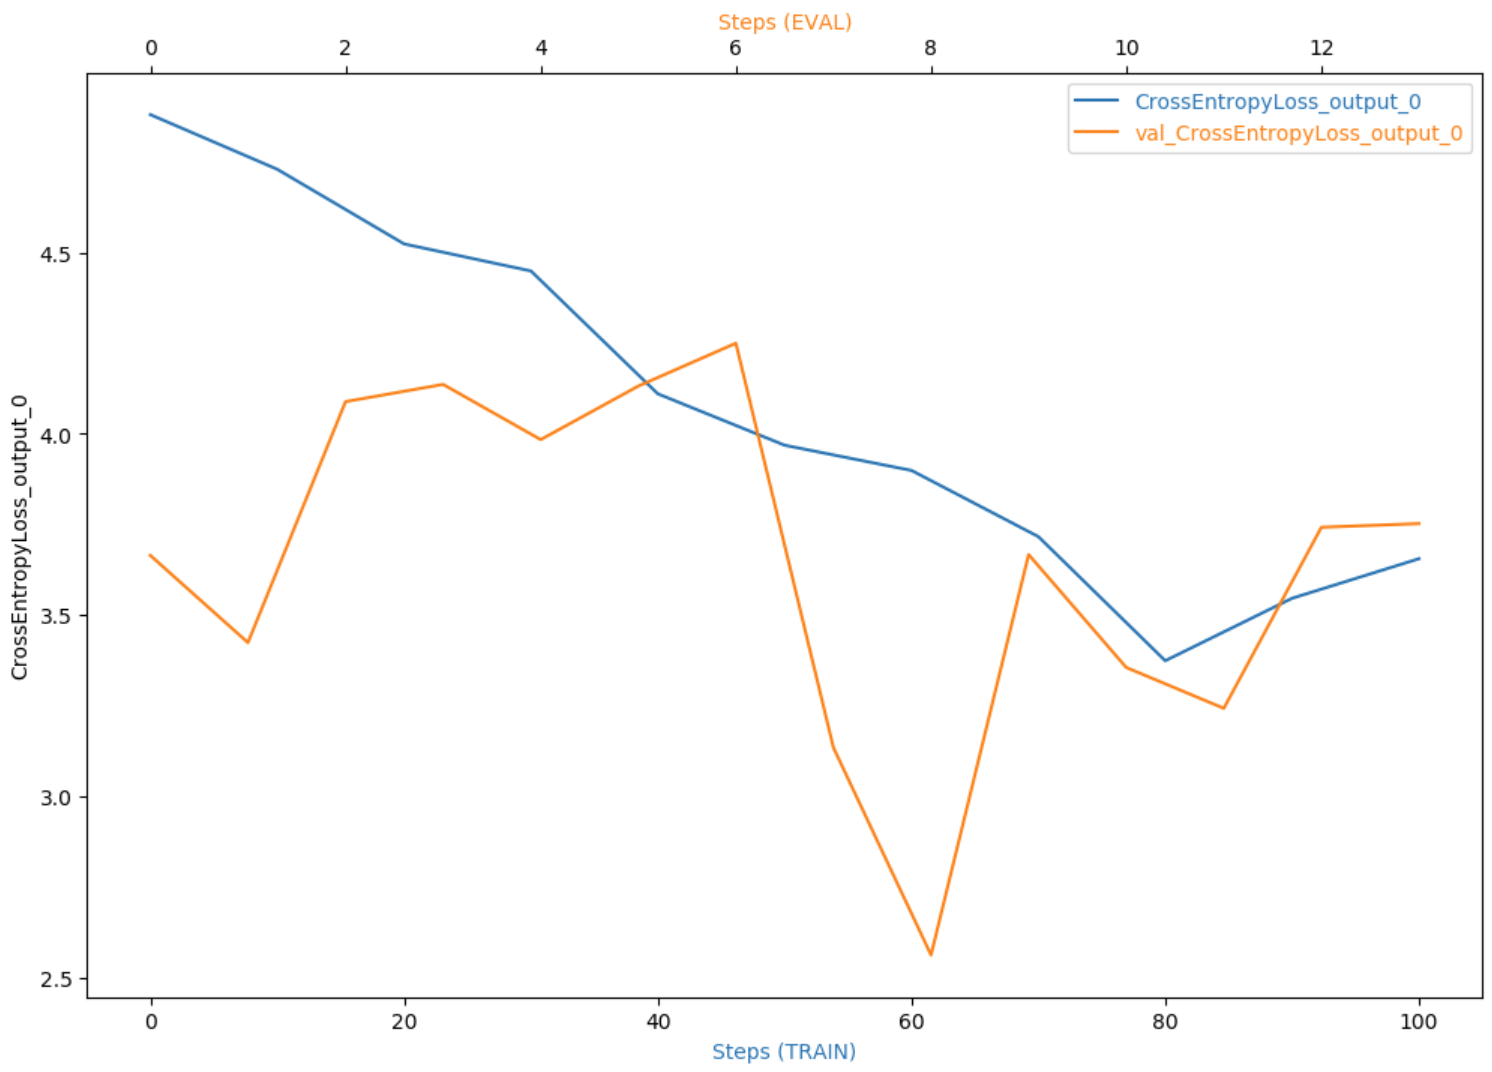 Steps (EVAL)
0 2 4 6 8 10 12
CrossEntropyLoss_output_0
val_CrossEntropyLoss_output_0
CrossEntropyLoss_output_0
4.5
4.0
3.5
3.0
2.5
0 20 40 60 80 100
Steps (TRAIN)